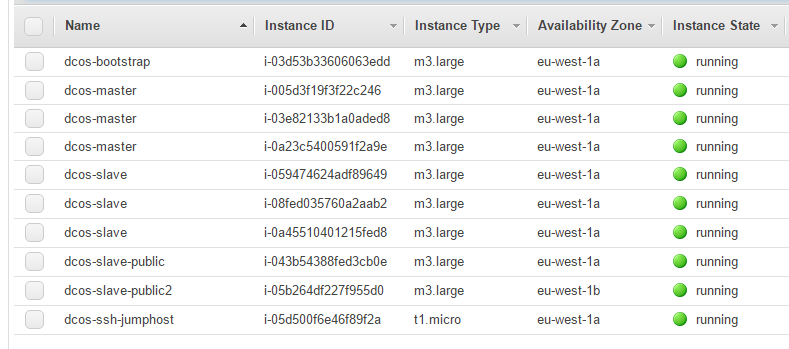 Name Instance ID Instance Type Availability Zone Instance State
dcos-bootstrap i-03d53b33606063edd m3.large eu-west-1a running
dcos-master i-005d3f19f3f22c246 m3.large eu-west-1a running
dcos-master i-03e82133b1a0aded8 m3.large eu-west-1a running
dcos-master i-0a23c5400591f2a9e m3.large eu-west-1a running
dcos-slave i-059474624adf89649 m3.large eu-west-1a running
dcos-slave i-08fed035760a2aab2 m3.large eu-west-1a running
dcos-slave i-0a45510401215fed8 m3.large eu-west-1a running
dcos-slave-public i-043b54388fed3cb0e m3.large eu-west-1a running
dcos-slave-public2 i-05b264df227f955d0 m3.large eu-west-1b running
dcos-ssh-jumphost i-05d500f6e46f89f2a t1.micro eu-west-1a running